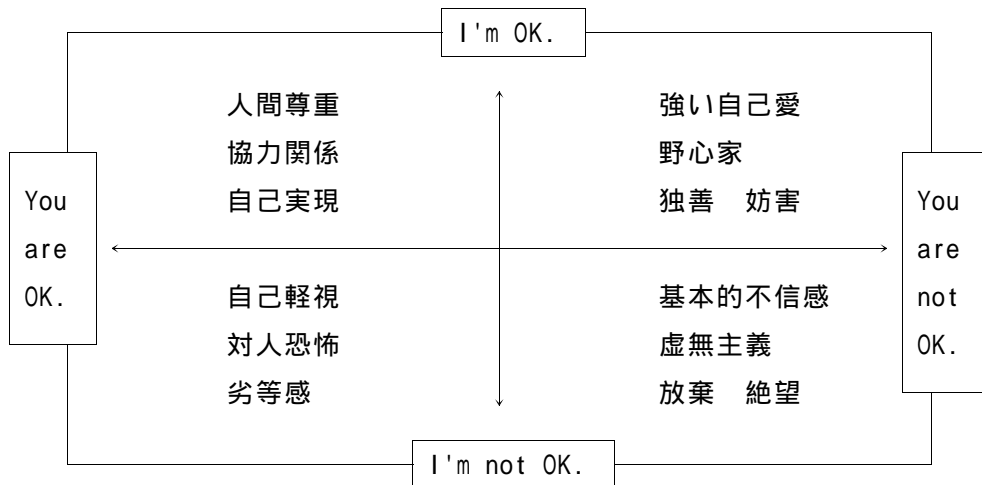 I'm OK.
人間尊重
協力関係
自己実現
強い自己愛
野心家
独善　妨害
You
are
OK.
You
are
not
OK.
自己軽視
対人恐怖
劣等感
基本的不信感
虚無主義
放棄　絶望
I'm not OK.